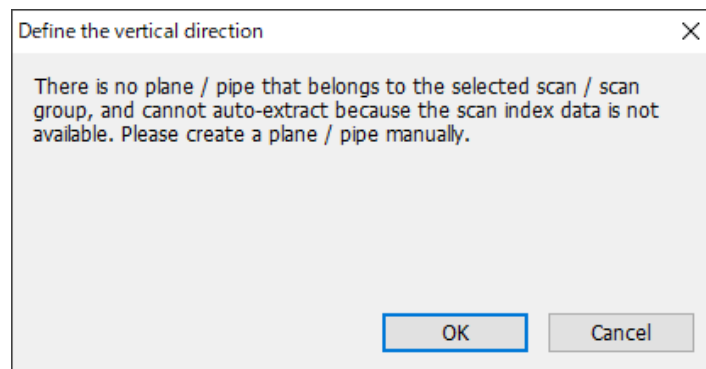 Define the vertical direction
There is no plane / pipe that belongs to the selected scan / scan
group, and cannot auto-extract because the scan index data is not
available. Please create a plane / pipe manually.
OK
Cancel